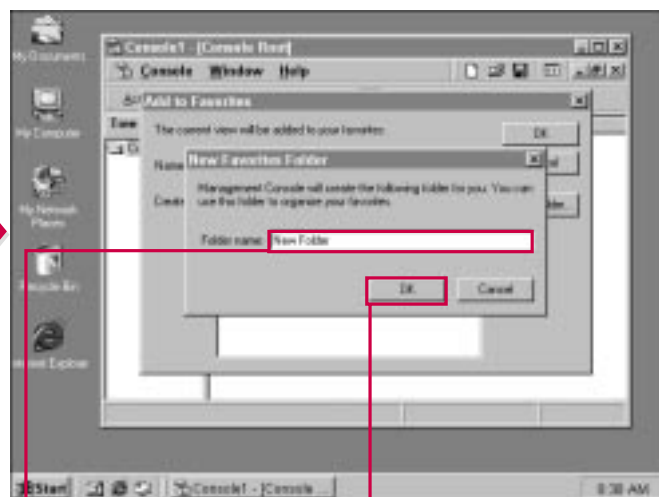 My Documents
Console1 - [Console Root]
Console Window Help
Add to Favorites
My Computer
Tree
The current view will be added to your favorites
OK
Name
New Favorites Folder
Management Console will create the following folder for you. You can
use this folder to organize your favorites.
Create
My Network
Places
Folder name: New Folder
Recycle Bin
OK Cancel
Internet Explorer
Start Console1 - [Console ... 8:38 AM